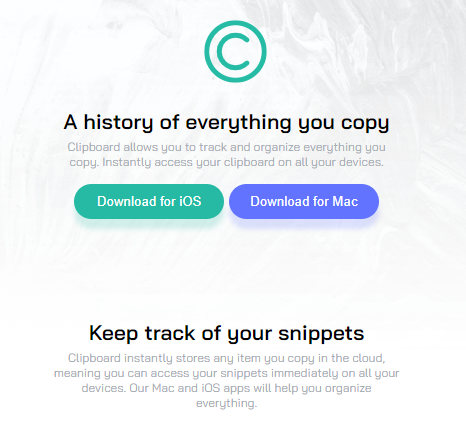 A history of everything you copy
Clipboard allows you to track and organize everything you
copy. Instantly access your clipboard on all your devices.
Download for iOS
Download for Mac
Keep track of your snippets
Clipboard instantly stores any item you copy in the cloud,
meaning you can access your snippets immediately on all your
devices. Our Mac and iOS apps will help you organize
everything.